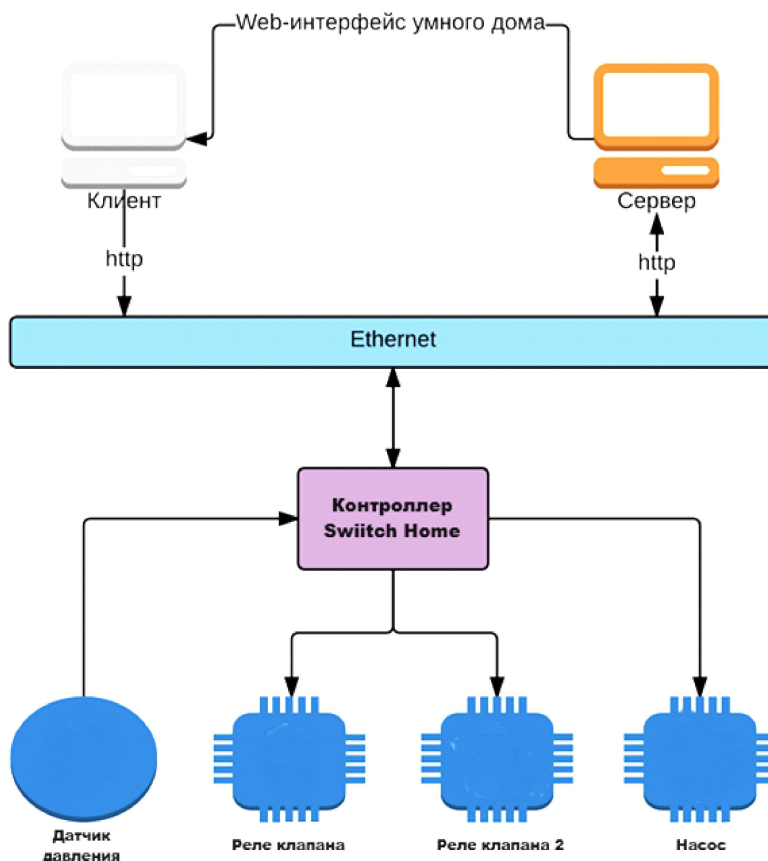 Web-интерфейс умного дома
Клиент
Сервер
http
http
Ethernet
Контроллер
Swiitch Home
Датчик
давления
Реле клапана
Реле клапана 2
Насос